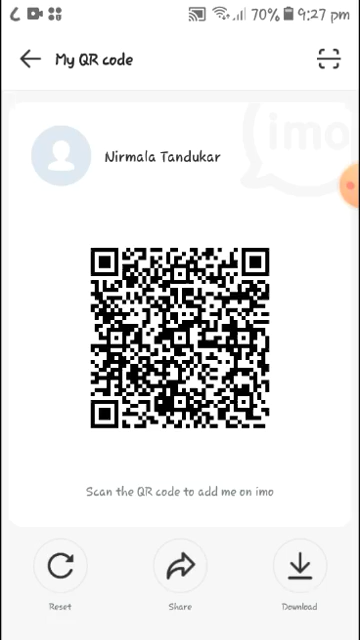 70% 9:27 pm
My QR code
imo
Nirmala Tandukar
Scan the QR code to add me on imo
Reset Share Download